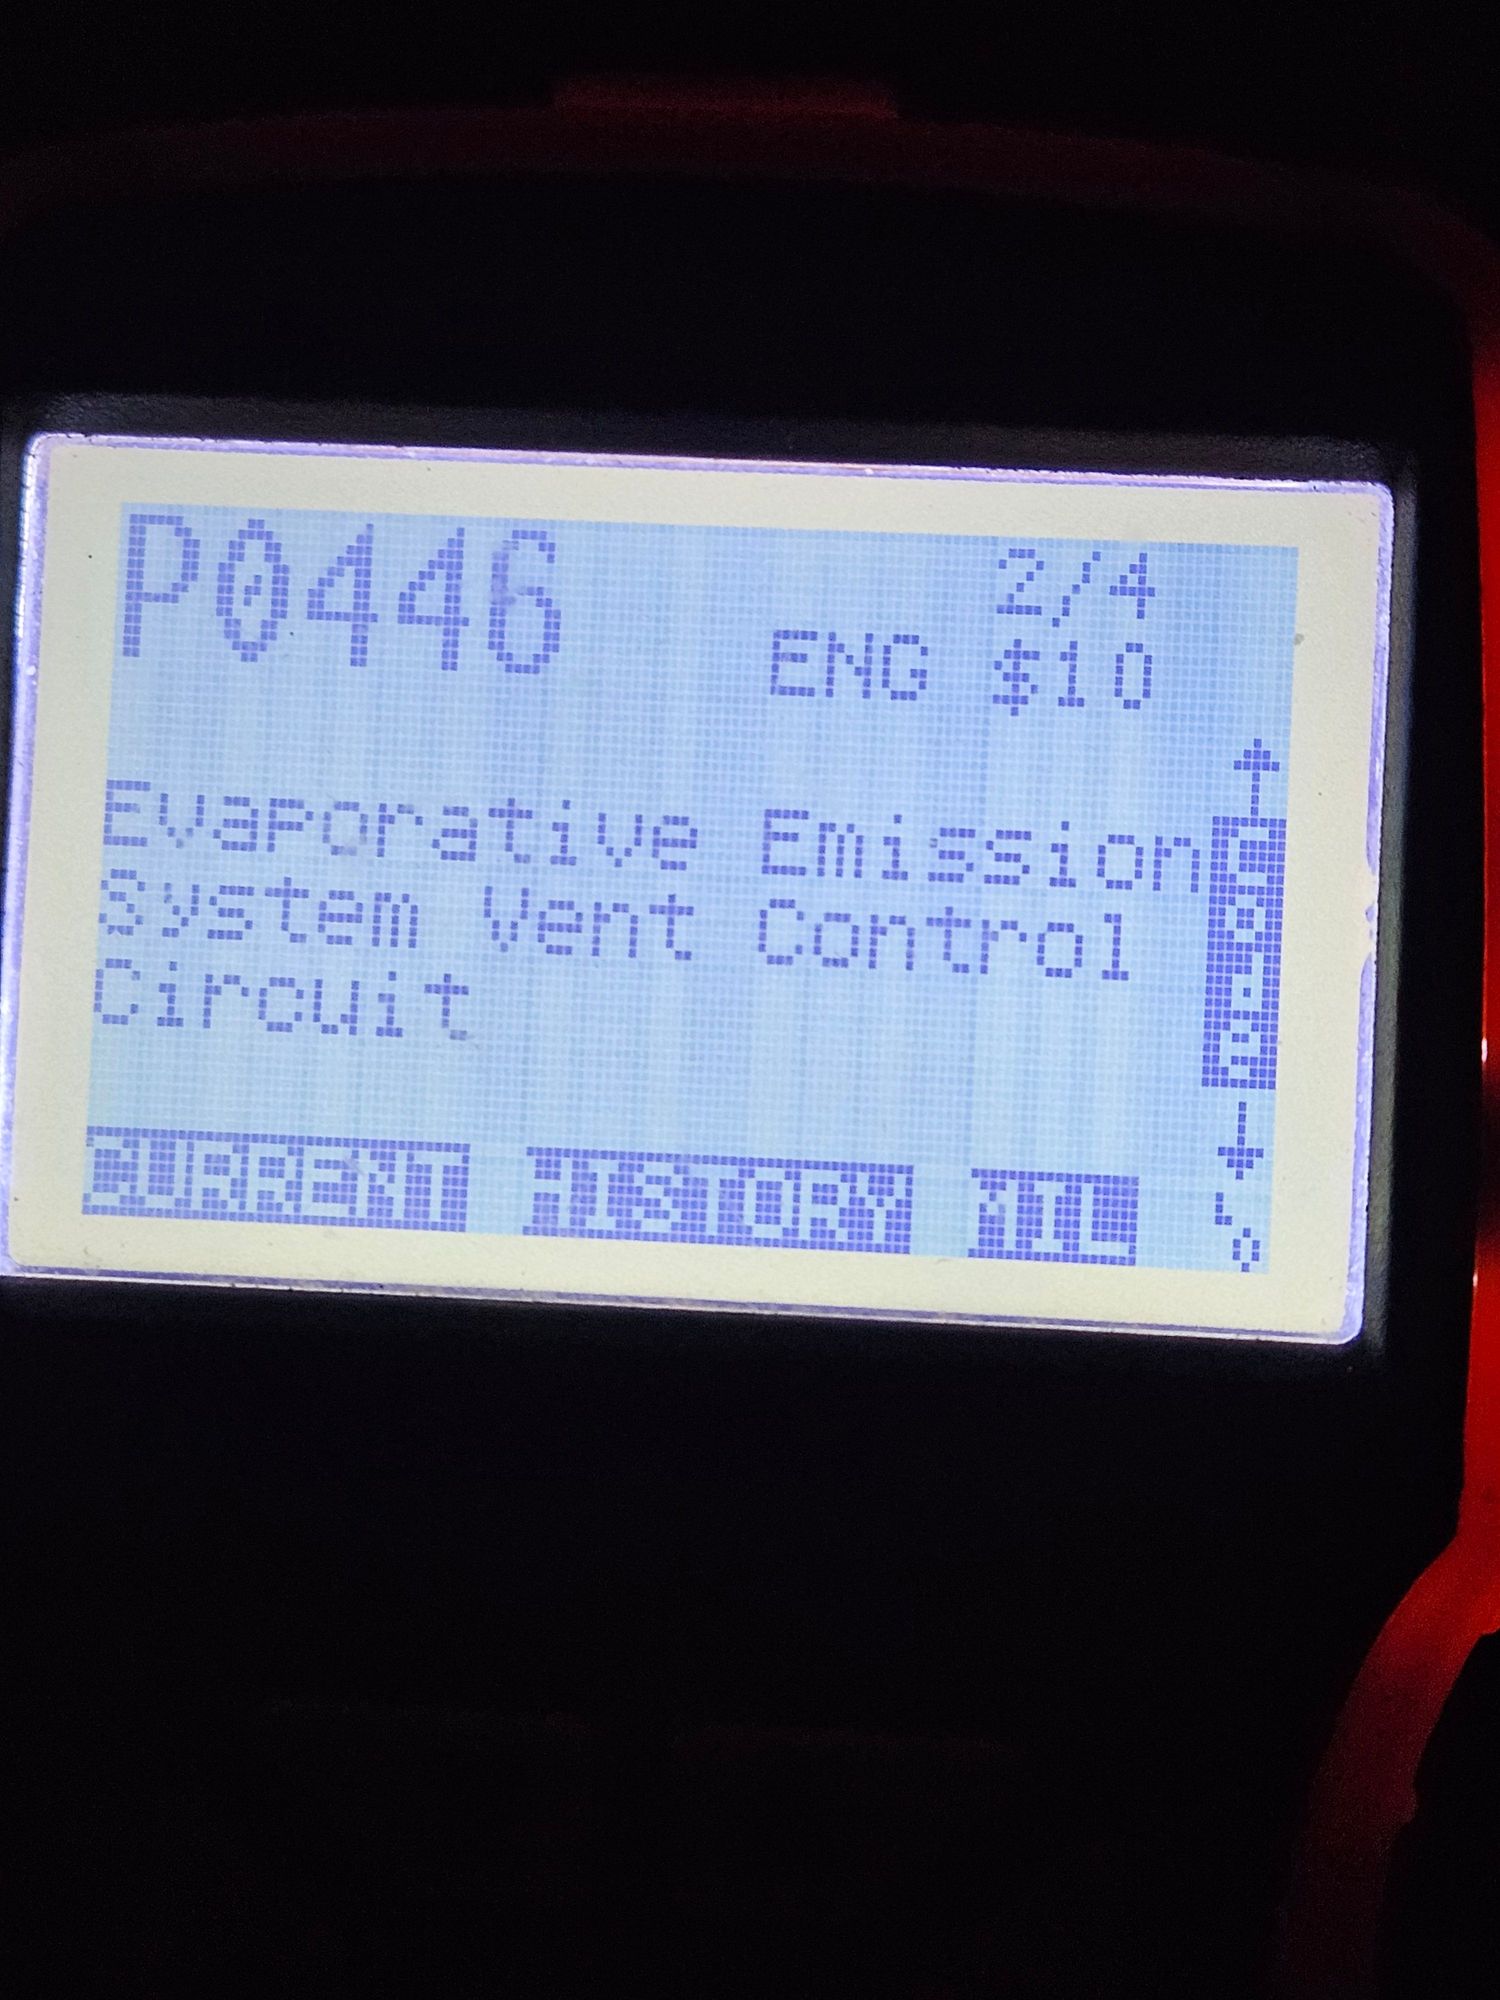 P0446
2/4
ENG $10
Evaporative Emission
System Vent Control
Circuit
CURRENT HISTORY MIL